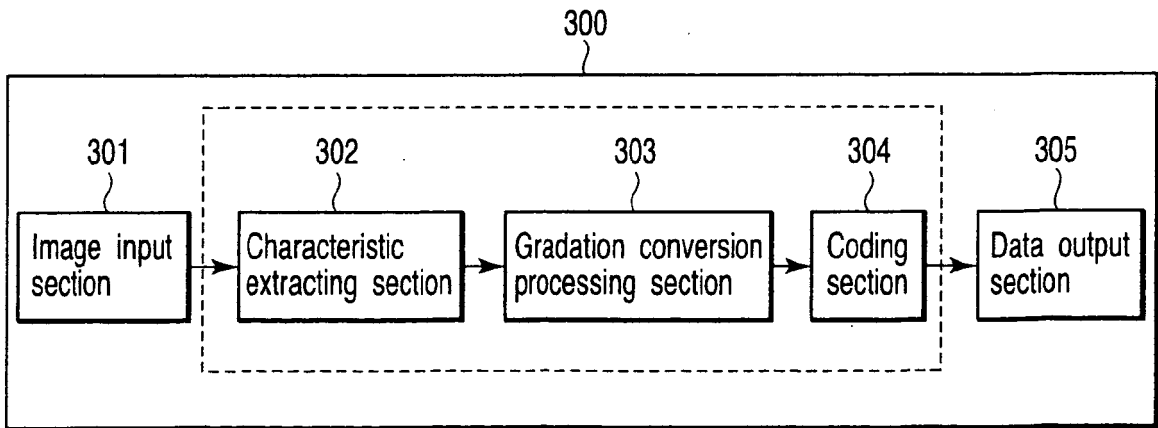 300
301
302
303
304
305
Image input
section
Characteristic
extracting section
Gradation conversion
processing section
Coding
section
Data output
section